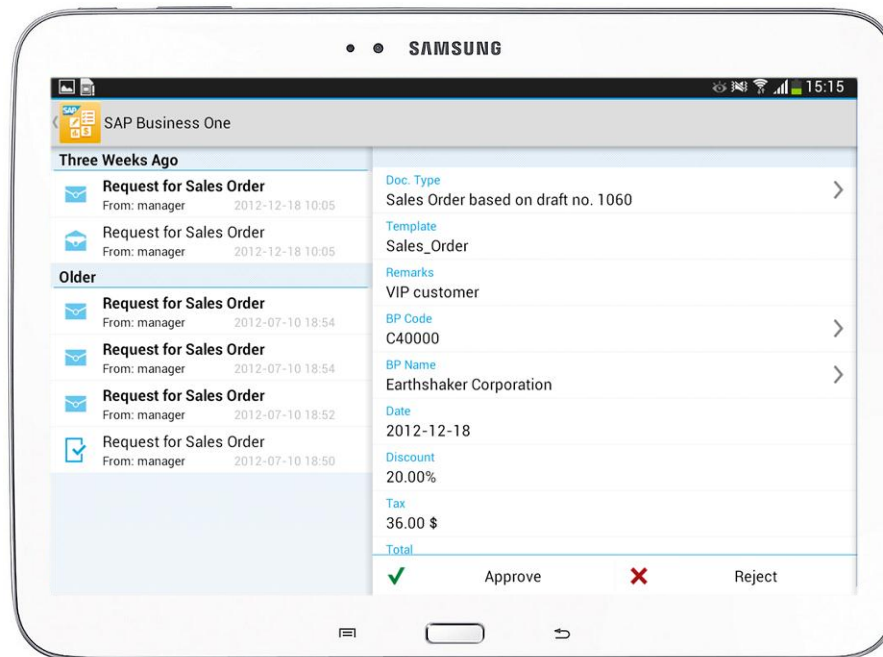 SAMSUNG
15:15
SAP
SAP Business One
Three Weeks Ago
Request for Sales Order
From: manager 2012-12-18 10:05
Request for Sales Order
From: manager 2012-12-18 10:05
Older
Request for Sales Order
From: manager 2012-07-10 18:54
Request for Sales Order
From: manager 2012-07-10 18:54
Request for Sales Order
From: manager 2012-07-10 18:52
Request for Sales Order
From: manager 2012-07-10 18:50
Doc. Type
Sales Order based on draft no. 1060
Template
Sales_Order
Remarks
VIP customer
BP Code
C40000
BP Name
Earthshaker Corporation
Date
2012-12-18
Discount
20.00%
Tax
36.00 $
Total
Approve
Reject